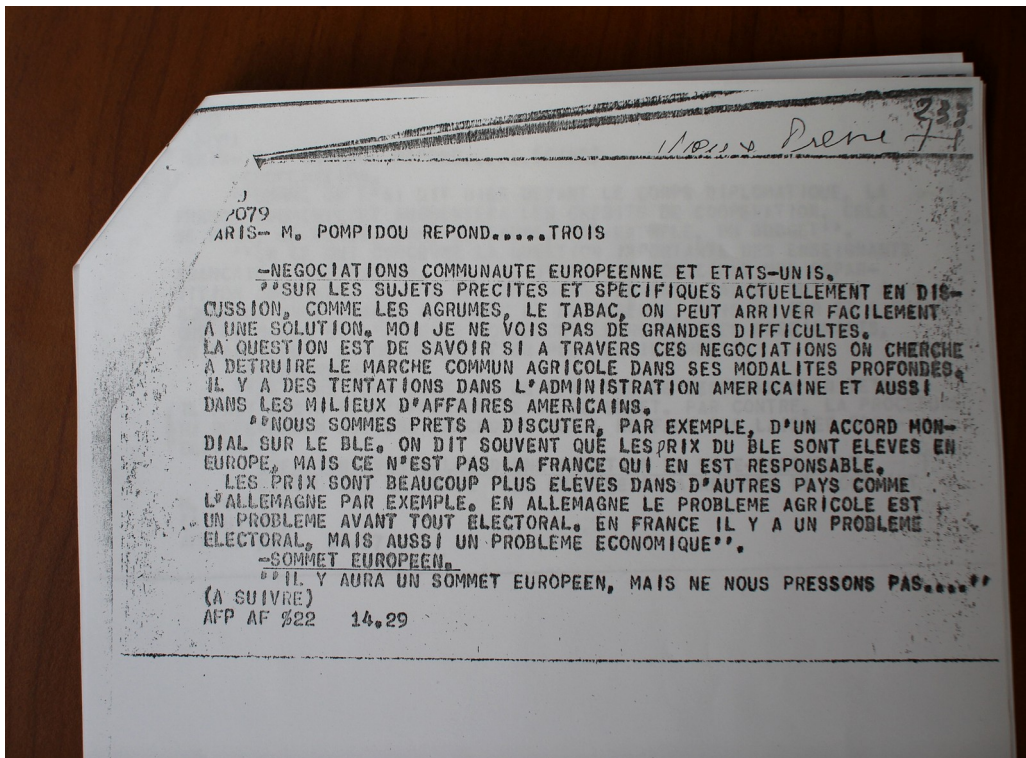 233
J
P079
ARIS- M. POMPIDOU REPOND.....TROIS
-NEGOCIATIONS COMMUNAUTE EUROPEENNE ET ETATS-UNIS.
''SUR LES SUJETS PRECITES ET SPECIFIQUES ACTUELLEMENT EN DIS-
CUSSION, COMME LES AGRUMES, LE TABAC, ON PEUT ARRIVER FACILEMENT
A UNE SOLUTION. MOI JE NE VOIS PAS DE GRANDES DIFFICULTES.
LA QUESTION EST DE SAVOIR SI A TRAVERS CES NEGOCIATIONS ON CHERCHE
A DETRUIRE LE MARCHE COMMUN AGRICOLE DANS SES MODALITES PROFONDES.
IL Y A DES TENTATIONS DANS L'ADMINISTRATION AMERICAINE ET AUSSI
DANS LES MILIEUX D'AFFAIRES AMERICAINS.
''NOUS SOMMES PRETS A DISCUTER, PAR EXEMPLE, D'UN ACCORD MON-
DIAL SUR LE BLE. ON DIT SOUVENT QUE LES PRIX DU BLE SONT ELEVES EN
EUROPE, MAIS CE N'EST PAS LA FRANCE QUI EN EST RESPONSABLE.
LES PRIX SONT BEAUCOUP PLUS ELEVES DANS D'AUTRES PAYS COMME
L'ALLEMAGNE PAR EXEMPLE. EN ALLEMAGNE LE PROBLEME AGRICOLE EST
UN PROBLEME AVANT TOUT ELECTORAL. EN FRANCE IL Y A UN PROBLEME
ELECTORAL, MAIS AUSSI UN PROBLEME ECONOMIQUE''.
-SOMMET EUROPEEN.
''IL Y AURA UN SOMMET EUROPEEN, MAIS NE NOUS PRESSONS PAS....''
(A SUIVRE)
AFP AF %22 14.29